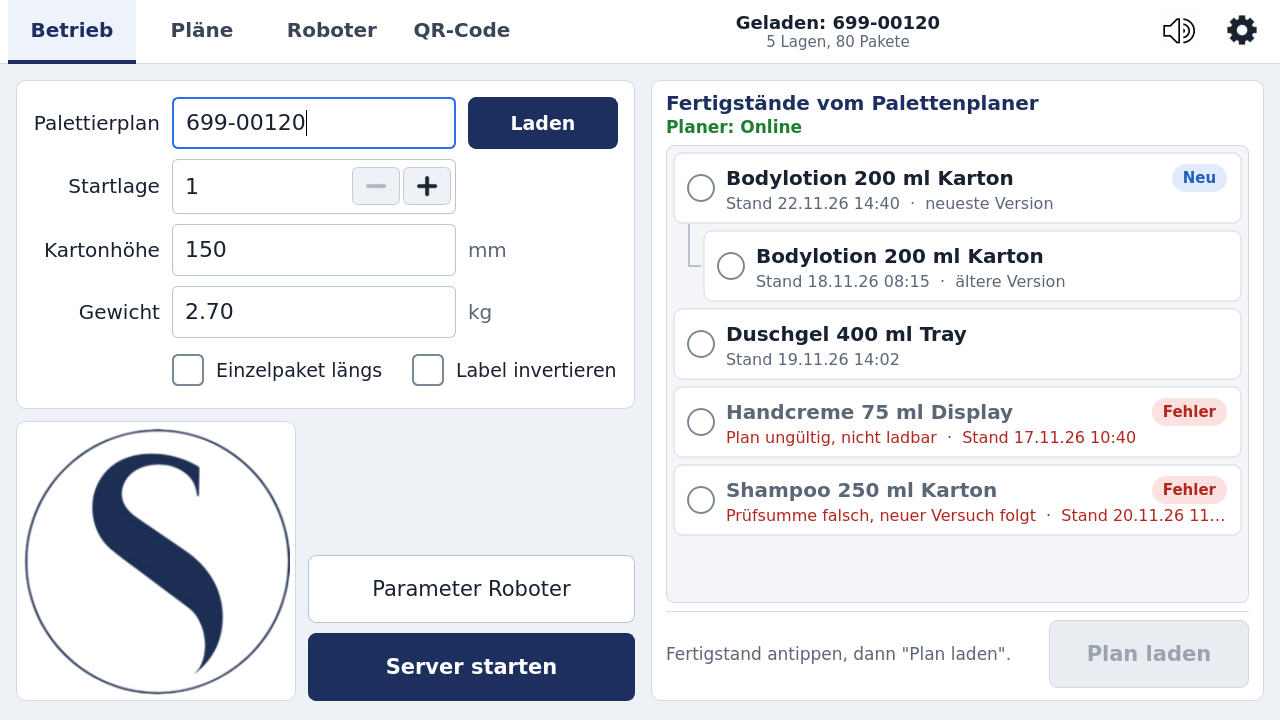 Betrieb
Pläne
Roboter
QR-Code
Geladen: 699-00120
5 Lagen, 80 Pakete
Palettierplan
699-00120
Laden
Startlage
1
Kartonhöhe
150
mm
Gewicht
2.70
kg
Einzelpaket längs
Label invertieren
Parameter Roboter
Server starten
Fertigstände vom Palettenplaner
Planer: Online
Bodylotion 200 ml Karton
Neu
Stand 22.11.26 14:40 · neueste Version
Bodylotion 200 ml Karton
Stand 18.11.26 08:15 · ältere Version
Duschgel 400 ml Tray
Stand 19.11.26 14:02
Handcreme 75 ml Display
Fehler
Plan ungültig, nicht ladbar · Stand 17.11.26 10:40
Shampoo 250 ml Karton
Fehler
Prüfsumme falsch, neuer Versuch folgt · Stand 20.11.26 11…
Fertigstand antippen, dann "Plan laden".
Plan laden